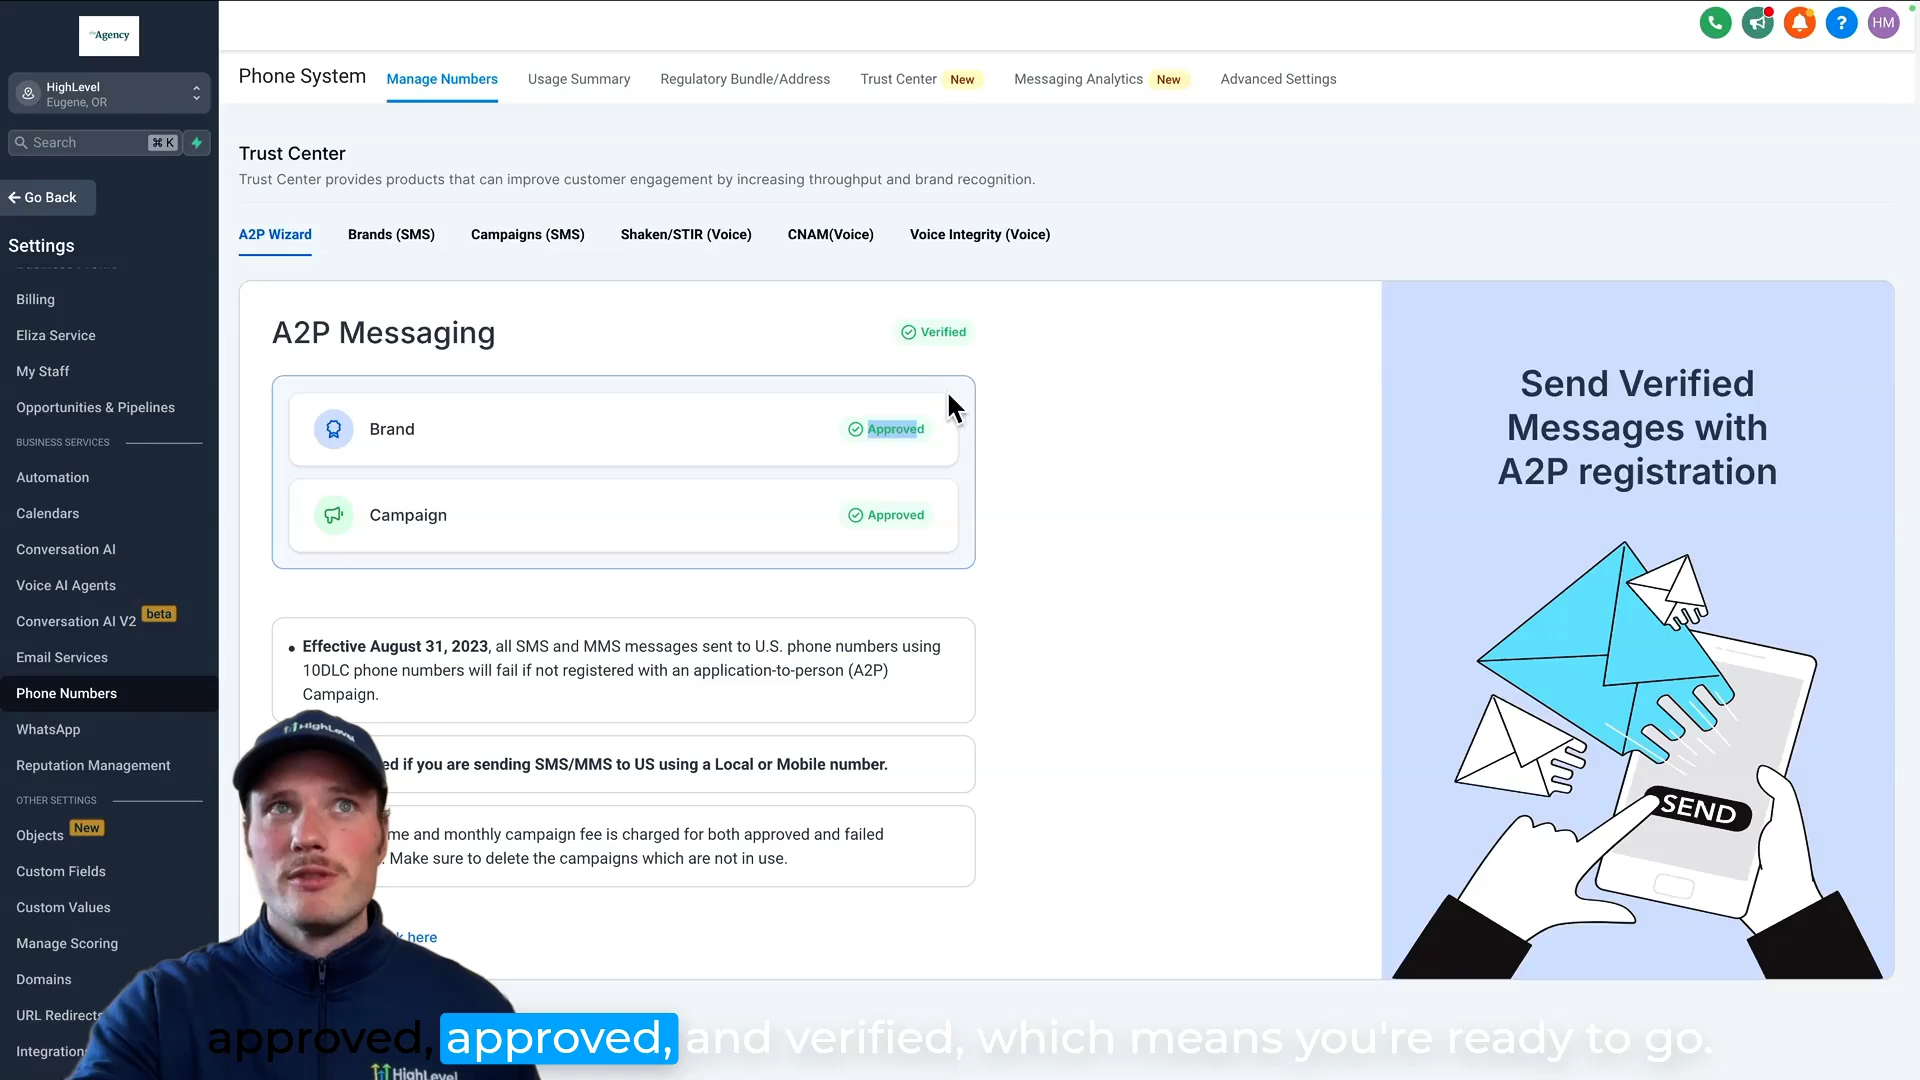 theAgency
HighLevel
Eugene, OR
Search
⌘ K
Go Back
Settings
Billing
Eliza Service
My Staff
Opportunities & Pipelines
BUSINESS SERVICES
Automation
Calendars
Conversation AI
Voice AI Agents
Conversation AI V2 beta
Email Services
Phone Numbers
WhatsApp
Reputation Management
OTHER SETTINGS
Objects New
Custom Fields
Custom Values
Manage Scoring
Domains
URL Redirects
Integration
Phone System
Manage Numbers
Usage Summary
Regulatory Bundle/Address
Trust Center New
Messaging Analytics New
Advanced Settings
?
HM
Trust Center
Trust Center provides products that can improve customer engagement by increasing throughput and brand recognition.
A2P Wizard
Brands (SMS)
Campaigns (SMS)
Shaken/STIR (Voice)
CNAM(Voice)
Voice Integrity (Voice)
A2P Messaging
Verified
Brand
Approved
Campaign
Approved
• Effective August 31, 2023, all SMS and MMS messages sent to U.S. phone numbers using
10DLC phone numbers will fail if not registered with an application-to-person (A2P)
Campaign.
ed if you are sending SMS/MMS to US using a Local or Mobile number.
me and monthly campaign fee is charged for both approved and failed
. Make sure to delete the campaigns which are not in use.
k here
Send Verified
Messages with
A2P registration
SEND
HighLevel
HighLevel
approved, approved, and verified, which means you're ready to go.